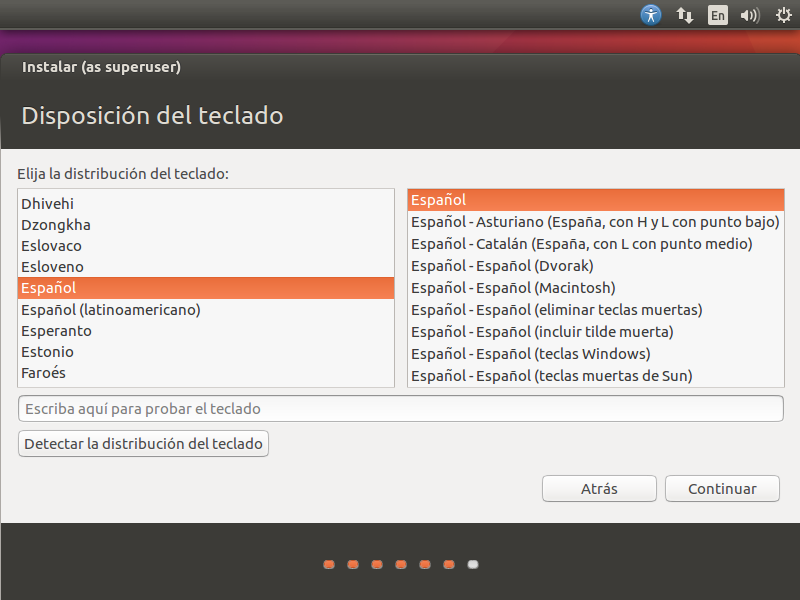 En
Instalar (as superuser)
Disposición del teclado
Elija la distribución del teclado:
Dhivehi
Dzongkha
Eslovaco
Esloveno
Español
Español (latinoamericano)
Esperanto
Estonio
Faroés
Español
Español - Asturiano (España, con H y L con punto bajo)
Español - Catalán (España, con L con punto medio)
Español - Español (Dvorak)
Español - Español (Macintosh)
Español - Español (eliminar teclas muertas)
Español - Español (incluir tilde muerta)
Español - Español (teclas Windows)
Español - Español (teclas muertas de Sun)
Escriba aquí para probar el teclado
Detectar la distribución del teclado
Atrás
Continuar